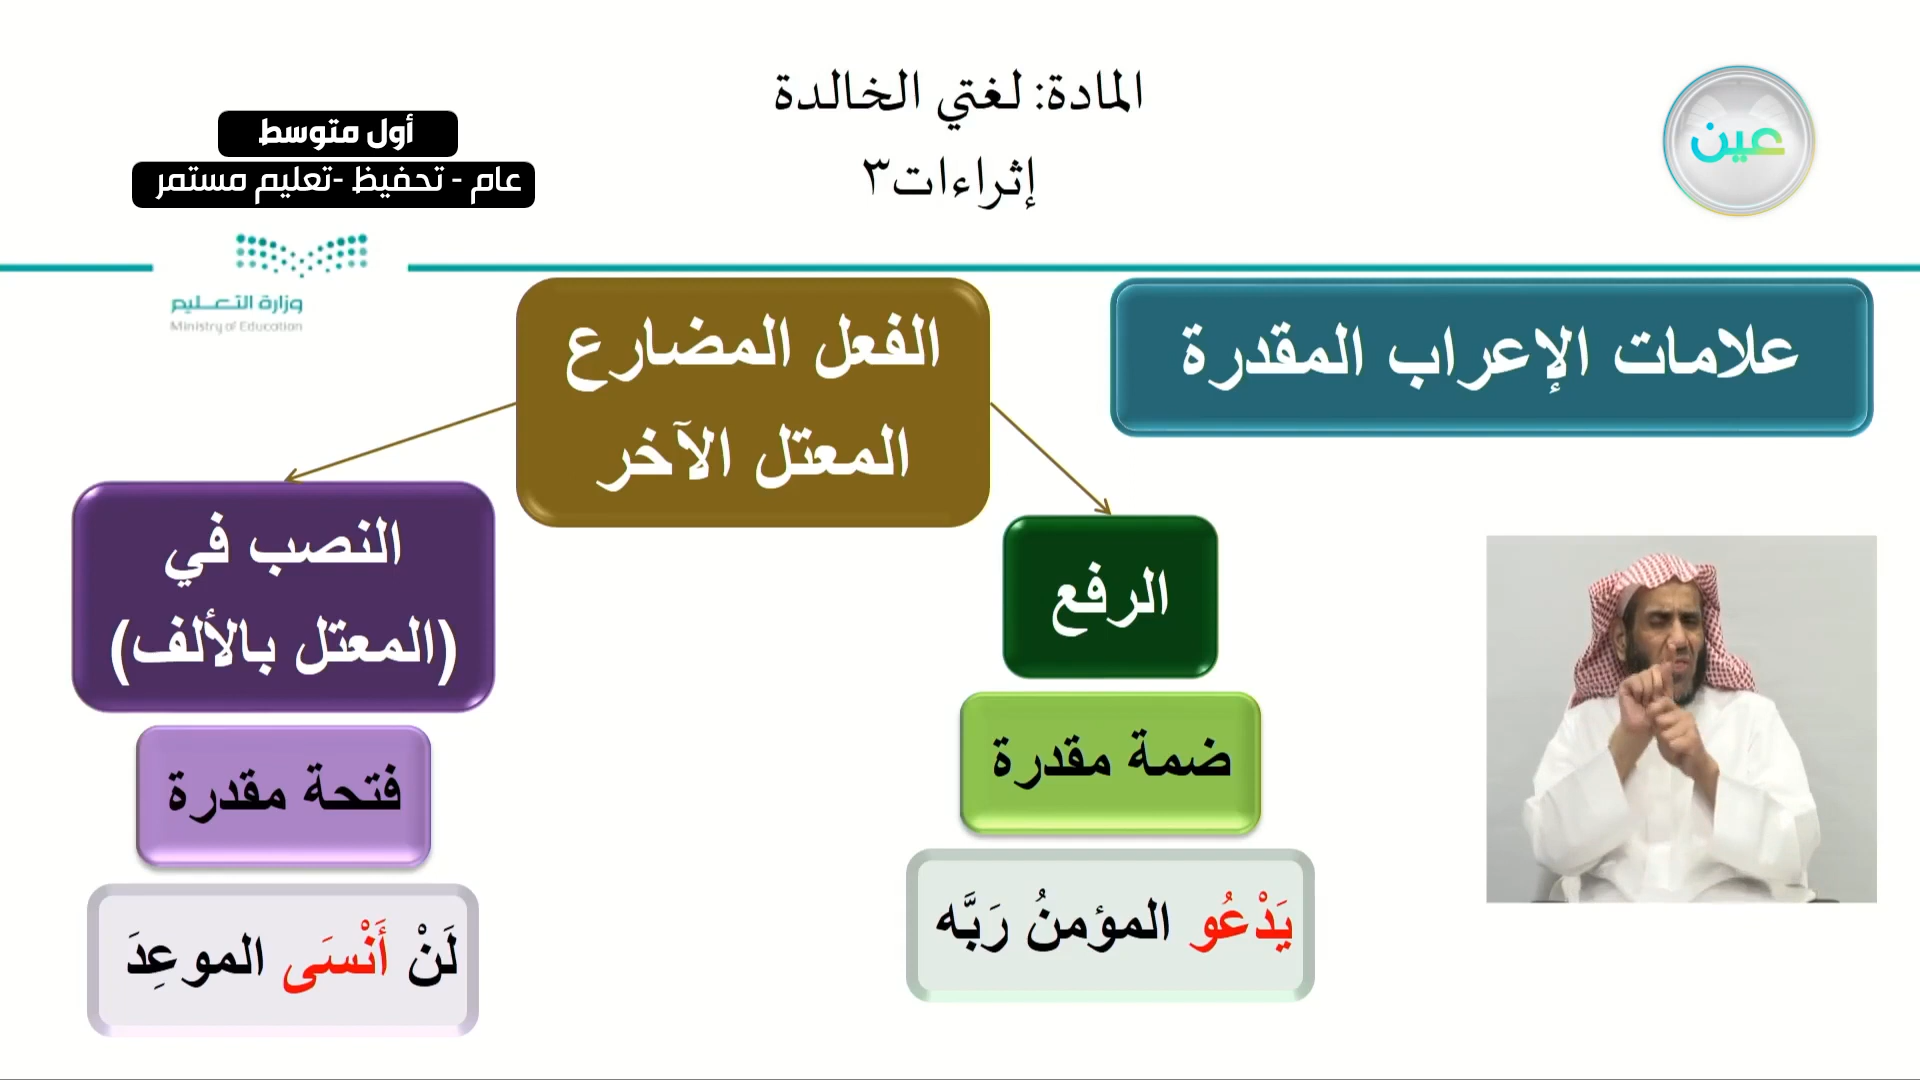 المادة: لغتي الخالدة
إثراءات٣
أول متوسط
عام - تحفيظ -تعليم مستمر
عين
وزارة التعـــليم
Ministry of Education
علامات الإعراب المقدرة
الفعل المضارع
المعتل الآخر
الرفع
ضمة مقدرة
يَدْعُو المؤمنُ رَبَّه
النصب في
(المعتل بالألف)
فتحة مقدرة
لَنْ أَنْسَى الموعِدَ